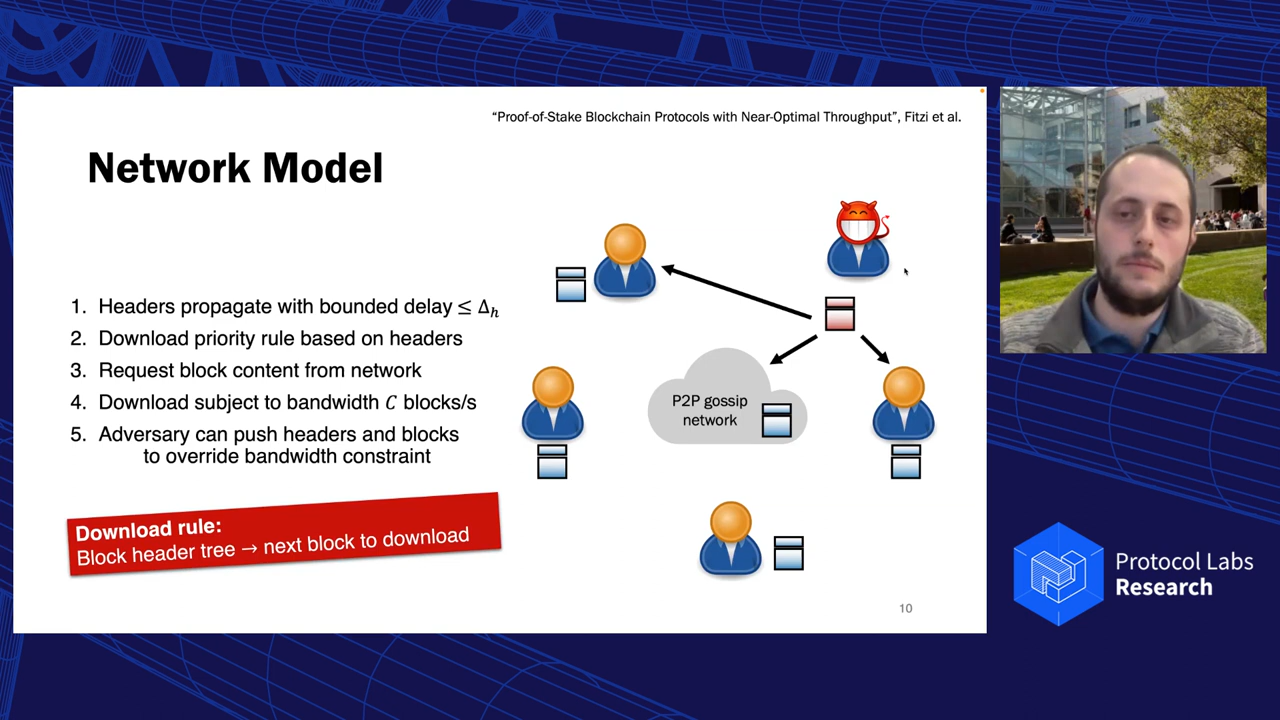 “Proof-of-Stake Blockchain Protocols with Near-Optimal Throughput”, Fitzi et al.
Network Model
1. Headers propagate with bounded delay ≤ Δₕ
2. Download priority rule based on headers
3. Request block content from network
4. Download subject to bandwidth C blocks/s
5. Adversary can push headers and blocks
to override bandwidth constraint
Download rule:
Block header tree → next block to download
P2P gossip
network
10
Protocol Labs
Research